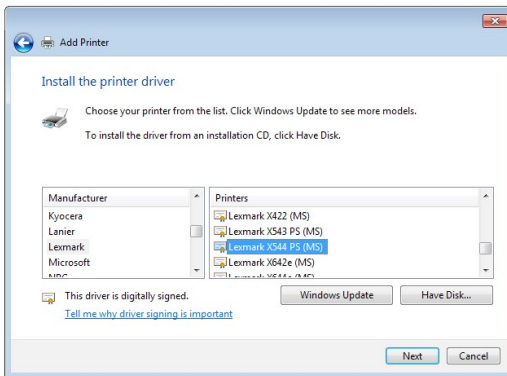 Add Printer
Install the printer driver
Choose your printer from the list. Click Windows Update to see more models.
To install the driver from an installation CD, click Have Disk.
Manufacturer
Kyocera
Lanier
Lexmark
Microsoft
Printers
Lexmark X422 (MS)
Lexmark X543 PS (MS)
Lexmark X544 PS (MS)
Lexmark X642e (MS)
This driver is digitally signed.
Tell me why driver signing is important
Windows Update
Have Disk...
Next
Cancel